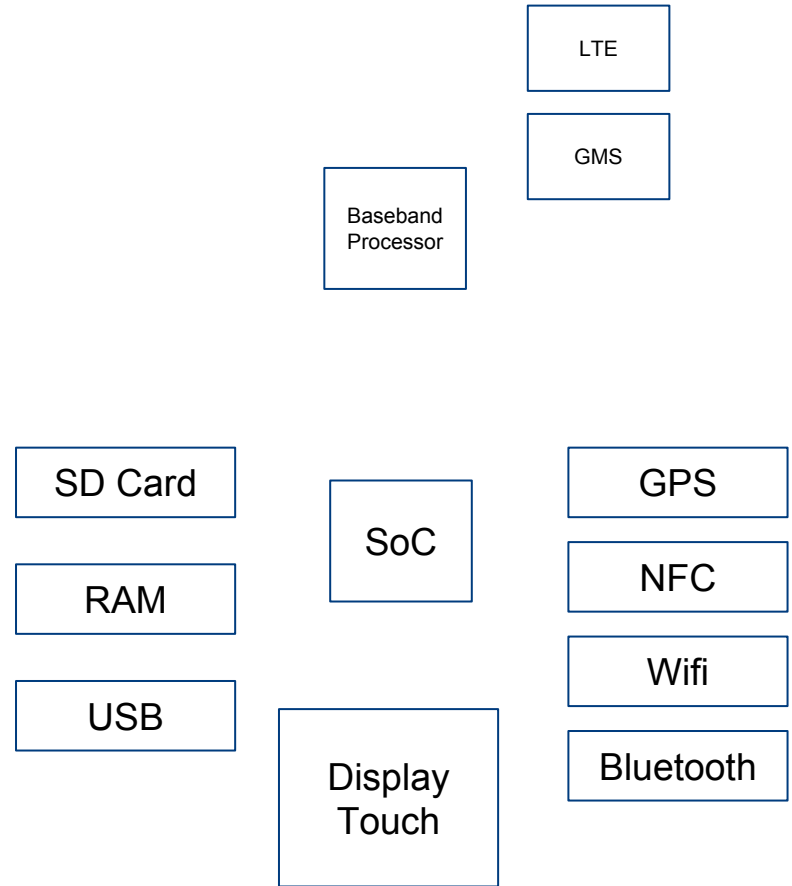 LTE
GMS
Baseband
Processor
SD Card
GPS
SoC
NFC
RAM
Wifi
USB
Bluetooth
Display
Touch